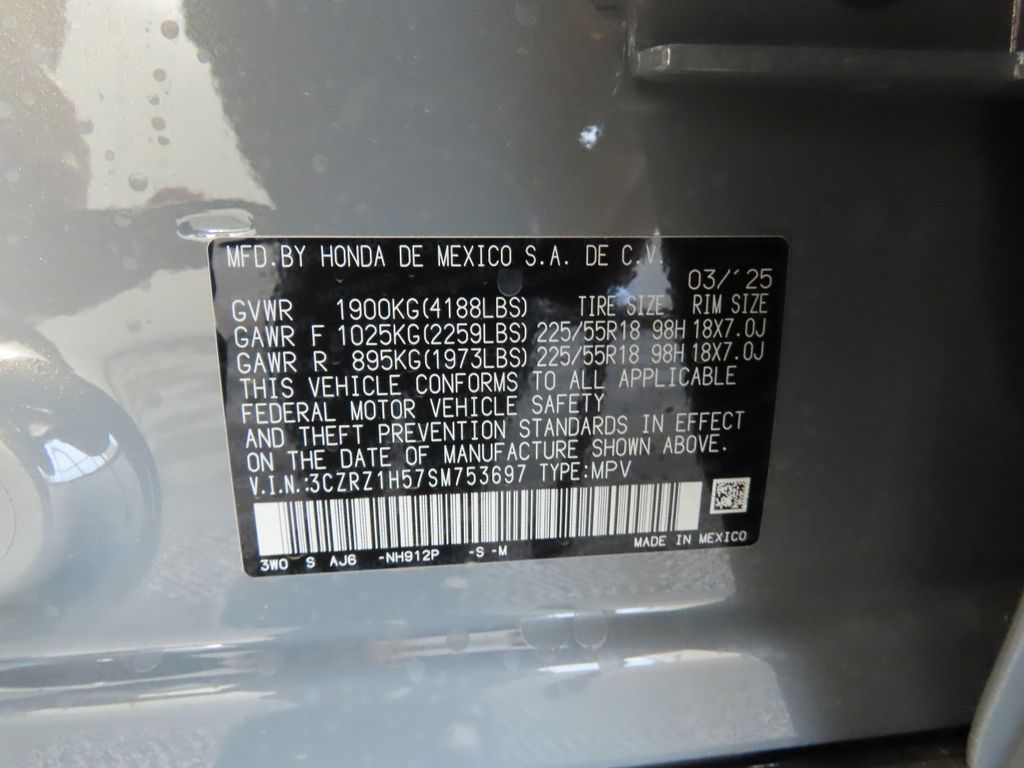 MFD.BY HONDA DE MEXICO S.A. DE C.V.
03/'25
GVWR 1900KG(4188LBS) TIRE SIZE RIM SIZE
GAWR F 1025KG(2259LBS) 225/55R18 98H 18X7.0J
GAWR R 895KG(1973LBS) 225/55R18 98H 18X7.0J
THIS VEHICLE CONFORMS TO ALL APPLICABLE
FEDERAL MOTOR VEHICLE SAFETY
AND THEFT PREVENTION STANDARDS IN EFFECT
ON THE DATE OF MANUFACTURE SHOWN ABOVE.
V.I.N.:3CZRZ1H57SM753697 TYPE:MPV
3W0 S AJ6 -NH912P -S -M MADE IN MEXICO